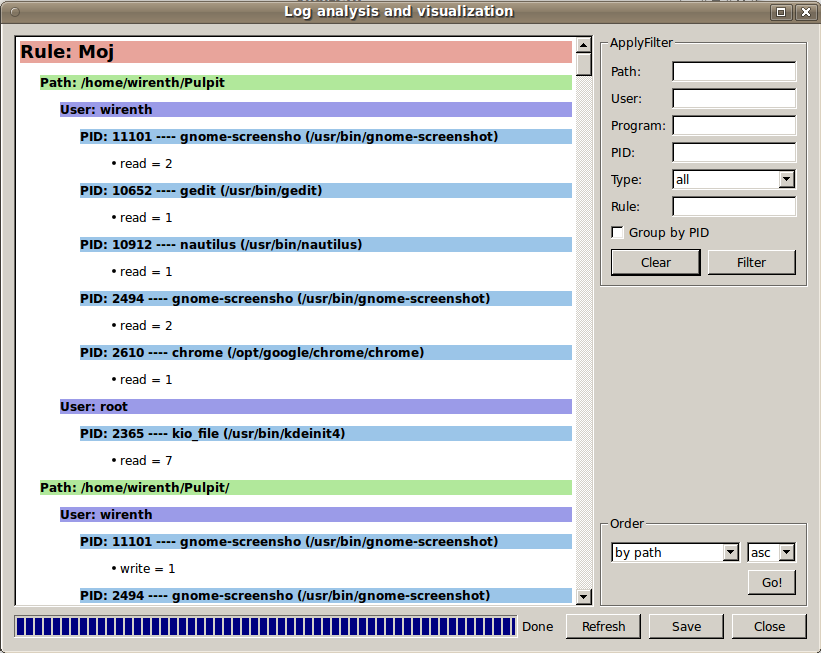 Log analysis and visualization
Rule: Moj
Path: /home/wirenth/Pulpit
User: wirenth
PID: 11101 ---- gnome-screensho (/usr/bin/gnome-screenshot)
• read = 2
PID: 10652 ---- gedit (/usr/bin/gedit)
• read = 1
PID: 10912 ---- nautilus (/usr/bin/nautilus)
• read = 1
PID: 2494 ---- gnome-screensho (/usr/bin/gnome-screenshot)
• read = 2
PID: 2610 ---- chrome (/opt/google/chrome/chrome)
• read = 1
User: root
PID: 2365 ---- kio_file (/usr/bin/kdeinit4)
• read = 7
Path: /home/wirenth/Pulpit/
User: wirenth
PID: 11101 ---- gnome-screensho (/usr/bin/gnome-screenshot)
• write = 1
PID: 2494 ---- gnome-screensho (/usr/bin/gnome-screenshot)
ApplyFilter
Path:
User:
Program:
PID:
Type: all
Rule:
Group by PID
Clear Filter
Order
by path asc
Go!
Done Refresh Save Close